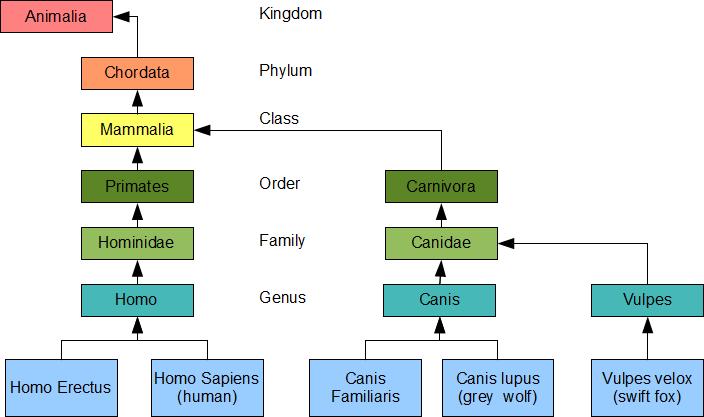 Animalia
Kingdom
Chordata
Phylum
Mammalia
Class
Primates
Order
Carnivora
Hominidae
Family
Canidae
Homo
Genus
Canis
Vulpes
Homo Erectus
Homo Sapiens
(human)
Canis
Familiaris
Canis lupus
(grey wolf)
Vulpes velox
(swift fox)